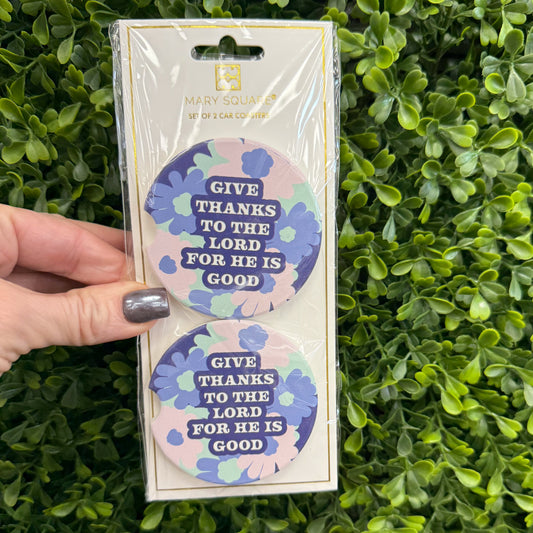 MARY SQUARE®
SET OF 2 CAR COASTERS
GIVE
THANKS
TO THE
LORD
FOR HE IS
GOOD
GIVE
THANKS
TO THE
LORD
FOR HE IS
GOOD